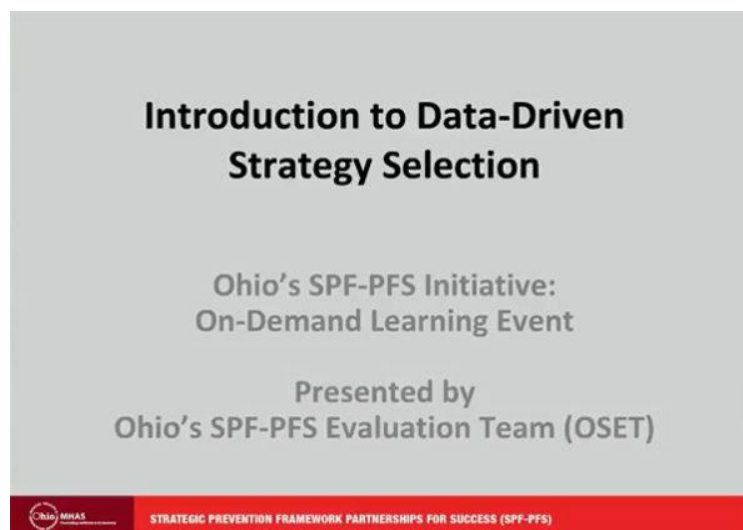 Introduction to Data-Driven
Strategy Selection
Ohio's SPF-PFS Initiative:
On-Demand Learning Event
Presented by
Ohio's SPF-PFS Evaluation Team (OSET)
Ohio MHAS
STRATEGIC PREVENTION FRAMEWORK PARTNERSHIPS FOR SUCCESS (SPF-PFS)